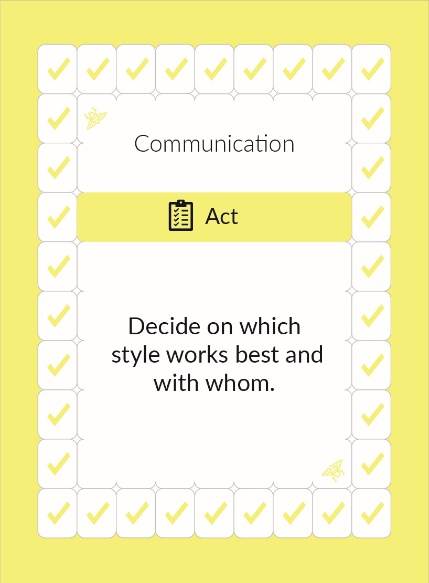 Communication
Act
Decide on which
style works best and
with whom.